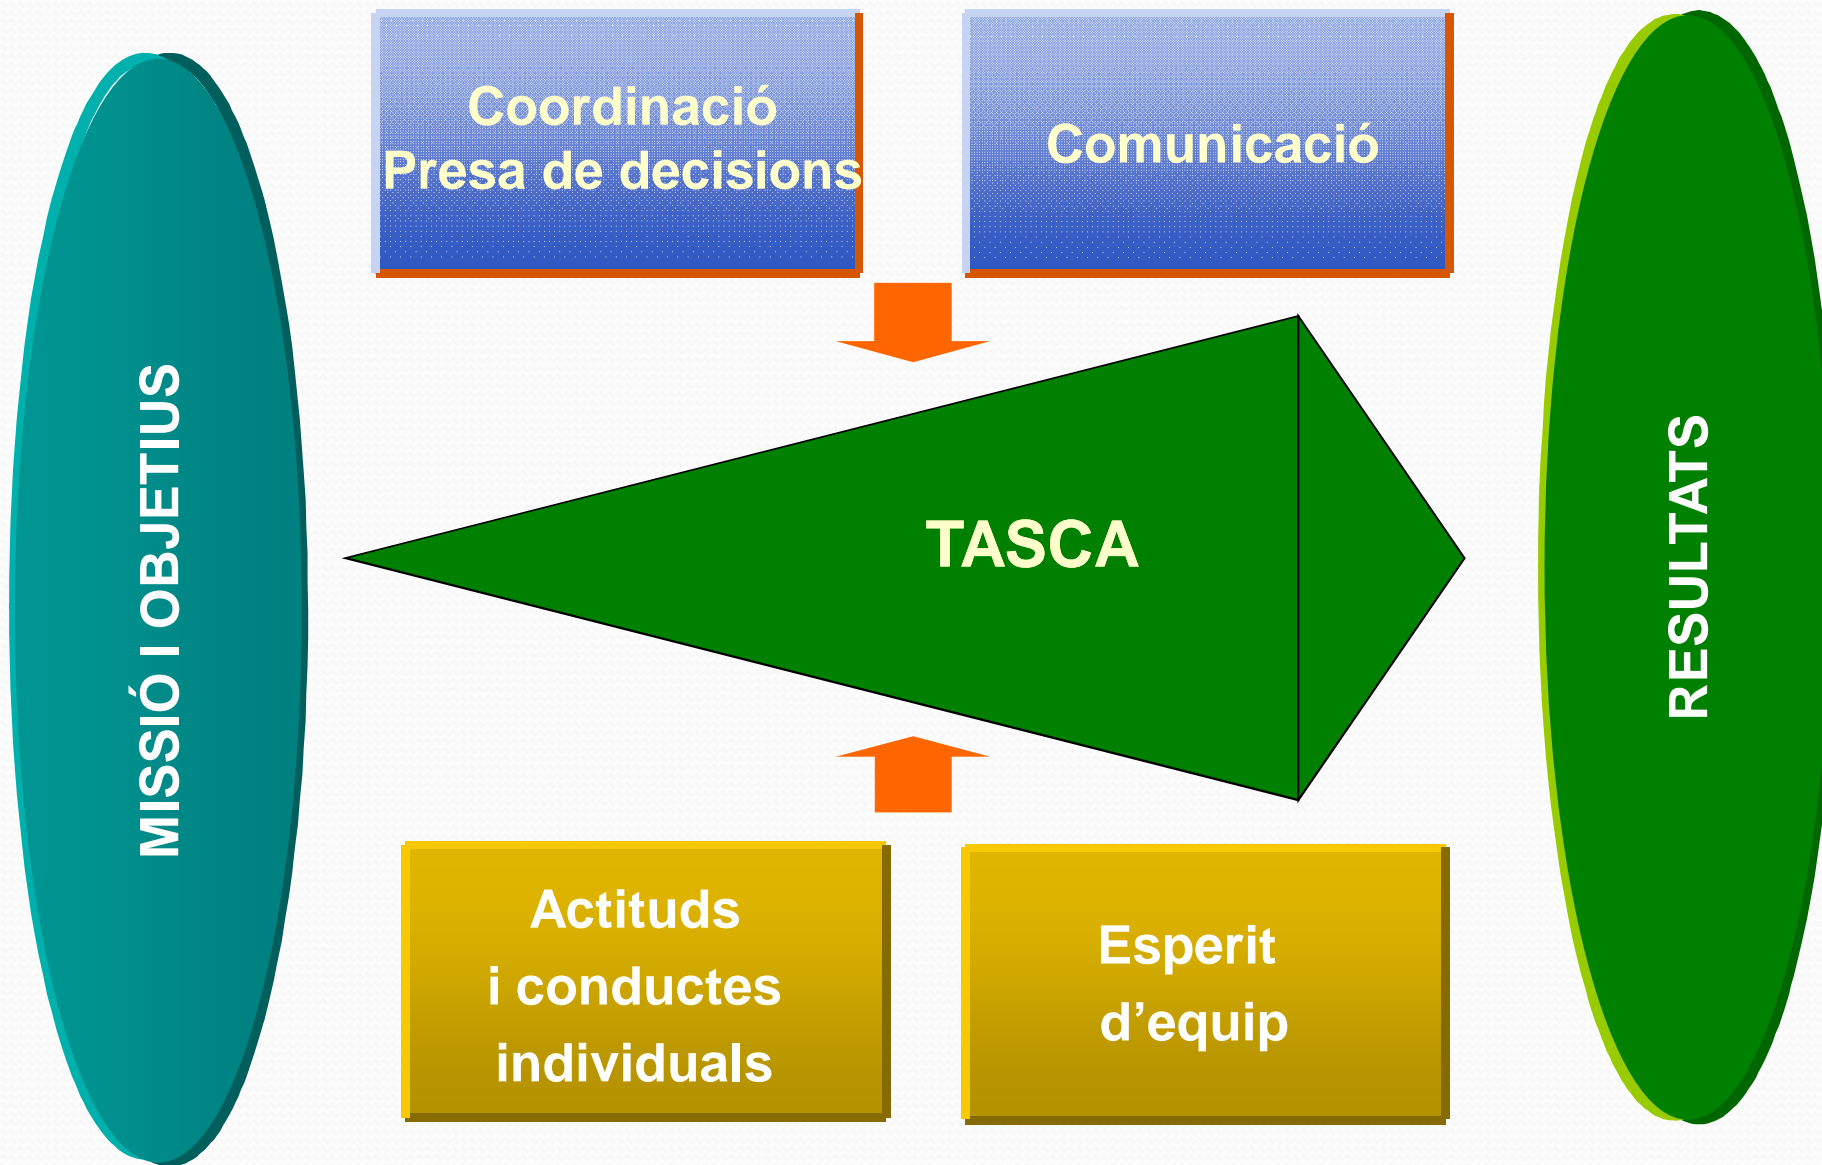 MISSIÓ I OBJETIUS
Coordinació
Presa de decisions
Comunicació
TASCA
Actituds
i conductes
individuals
Esperit
d’equip
RESULTATS